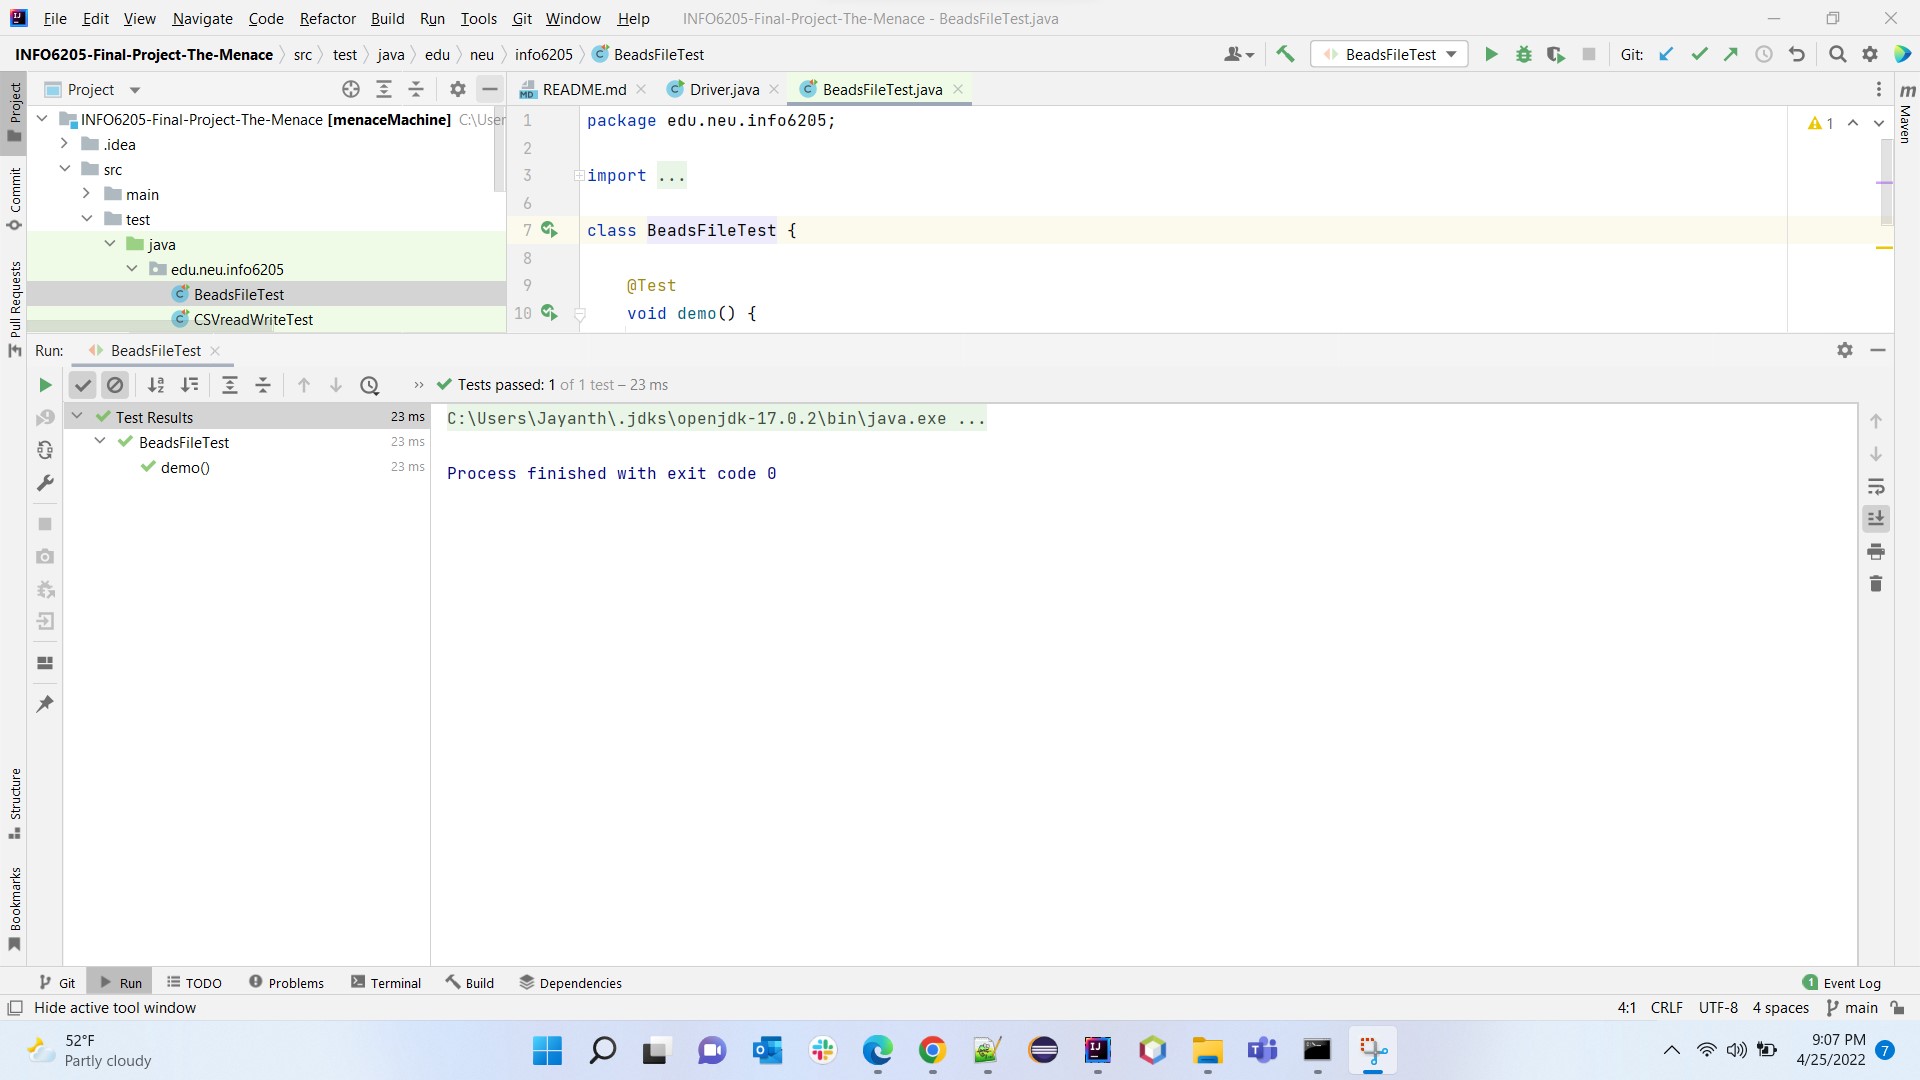 File Edit View Navigate Code Refactor Build Run Tools Git Window Help INFO6205-Final-Project-The-Menace - BeadsFileTest.java
INFO6205-Final-Project-The-Menace src test java edu neu info6205 BeadsFileTest
BeadsFileTest Git:
Project
README.md Driver.java BeadsFileTest.java
INFO6205-Final-Project-The-Menace [menaceMachine] C:\User
.idea
src
main
test
java
edu.neu.info6205
BeadsFileTest
CSVreadWriteTest
1 package edu.neu.info6205;
2
3 import ...
6
7 class BeadsFileTest {
8
9 @Test
10 void demo() {
1
Project
Commit
Pull Requests
Structure
Bookmarks
Maven
Run: BeadsFileTest
Tests passed: 1 of 1 test – 23 ms
Test Results 23 ms
BeadsFileTest 23 ms
demo() 23 ms
C:\Users\Jayanth\.jdks\openjdk-17.0.2\bin\java.exe ...
Process finished with exit code 0
Git Run TODO Problems Terminal Build Dependencies 1 Event Log
Hide active tool window 4:1 CRLF UTF-8 4 spaces main
52°F
Partly cloudy
9:07 PM
4/25/2022
7